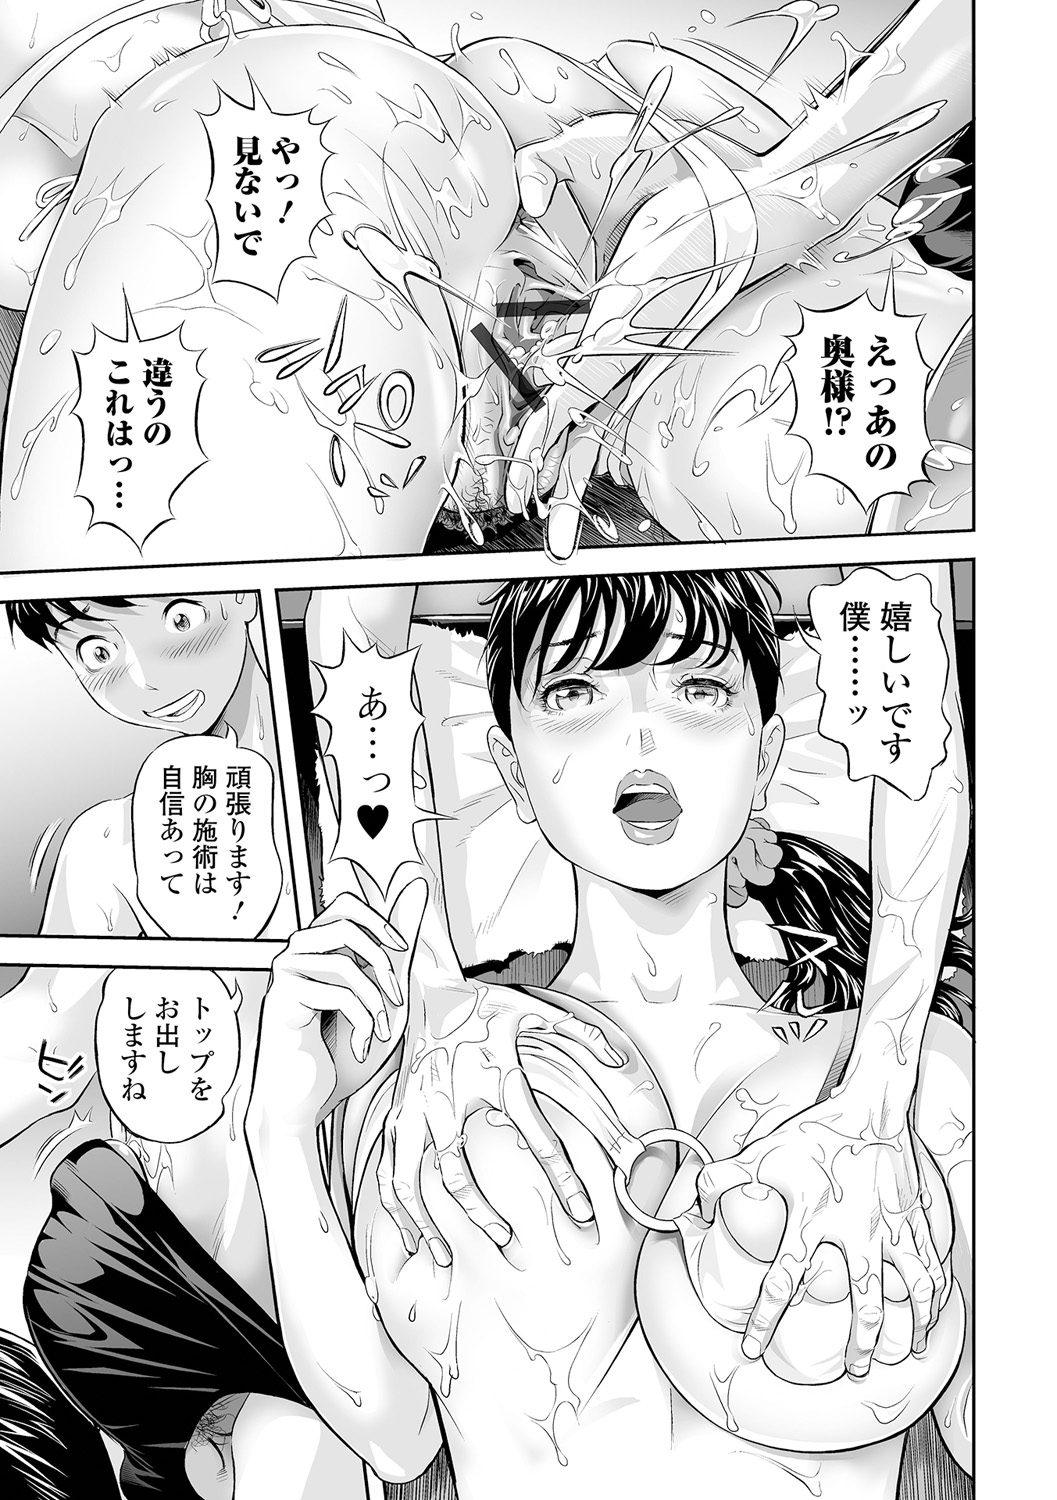 えっあの
奥様!?
やっ!
見ないで
違うの
これはっ…
嬉しいです
僕……ッ
あ…っ♥
頑張ります!
胸の施術は
自信あって
トップを
お出し
しますね